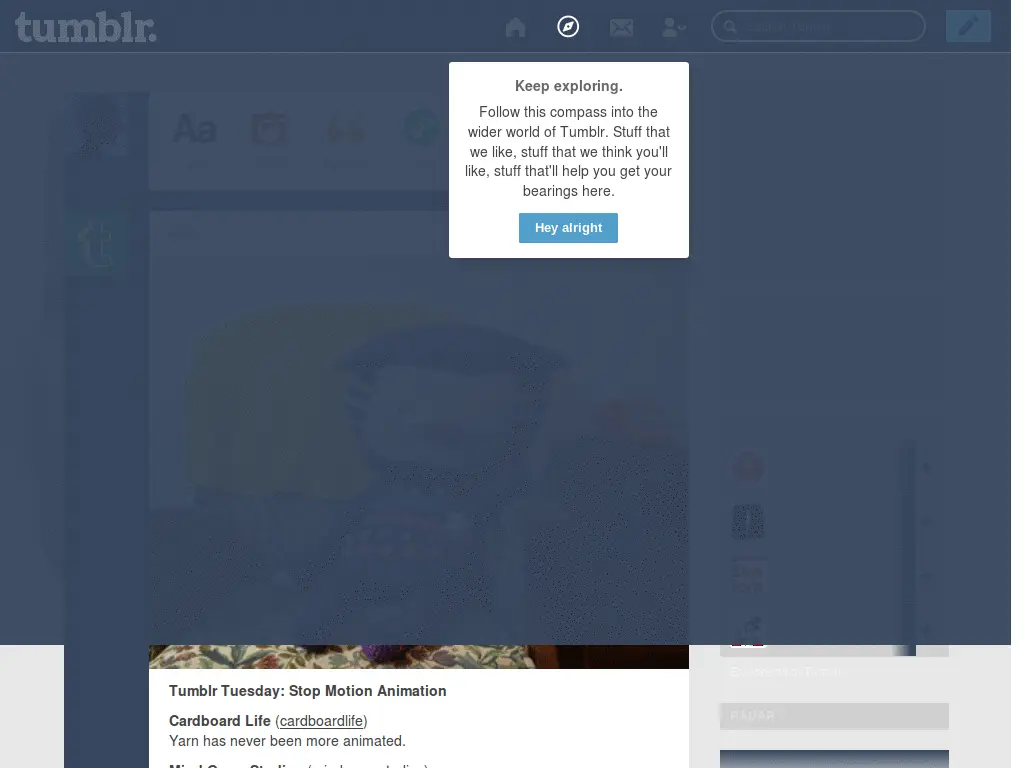 tumblr.
Keep exploring.
Follow this compass into the
wider world of Tumblr. Stuff that
we like, stuff that we think you'll
like, stuff that'll help you get your
bearings here.
Hey alright
Aa
t
Tumblr Tuesday: Stop Motion Animation
Cardboard Life (cardboardlife)
Yarn has never been more animated.
RADAR